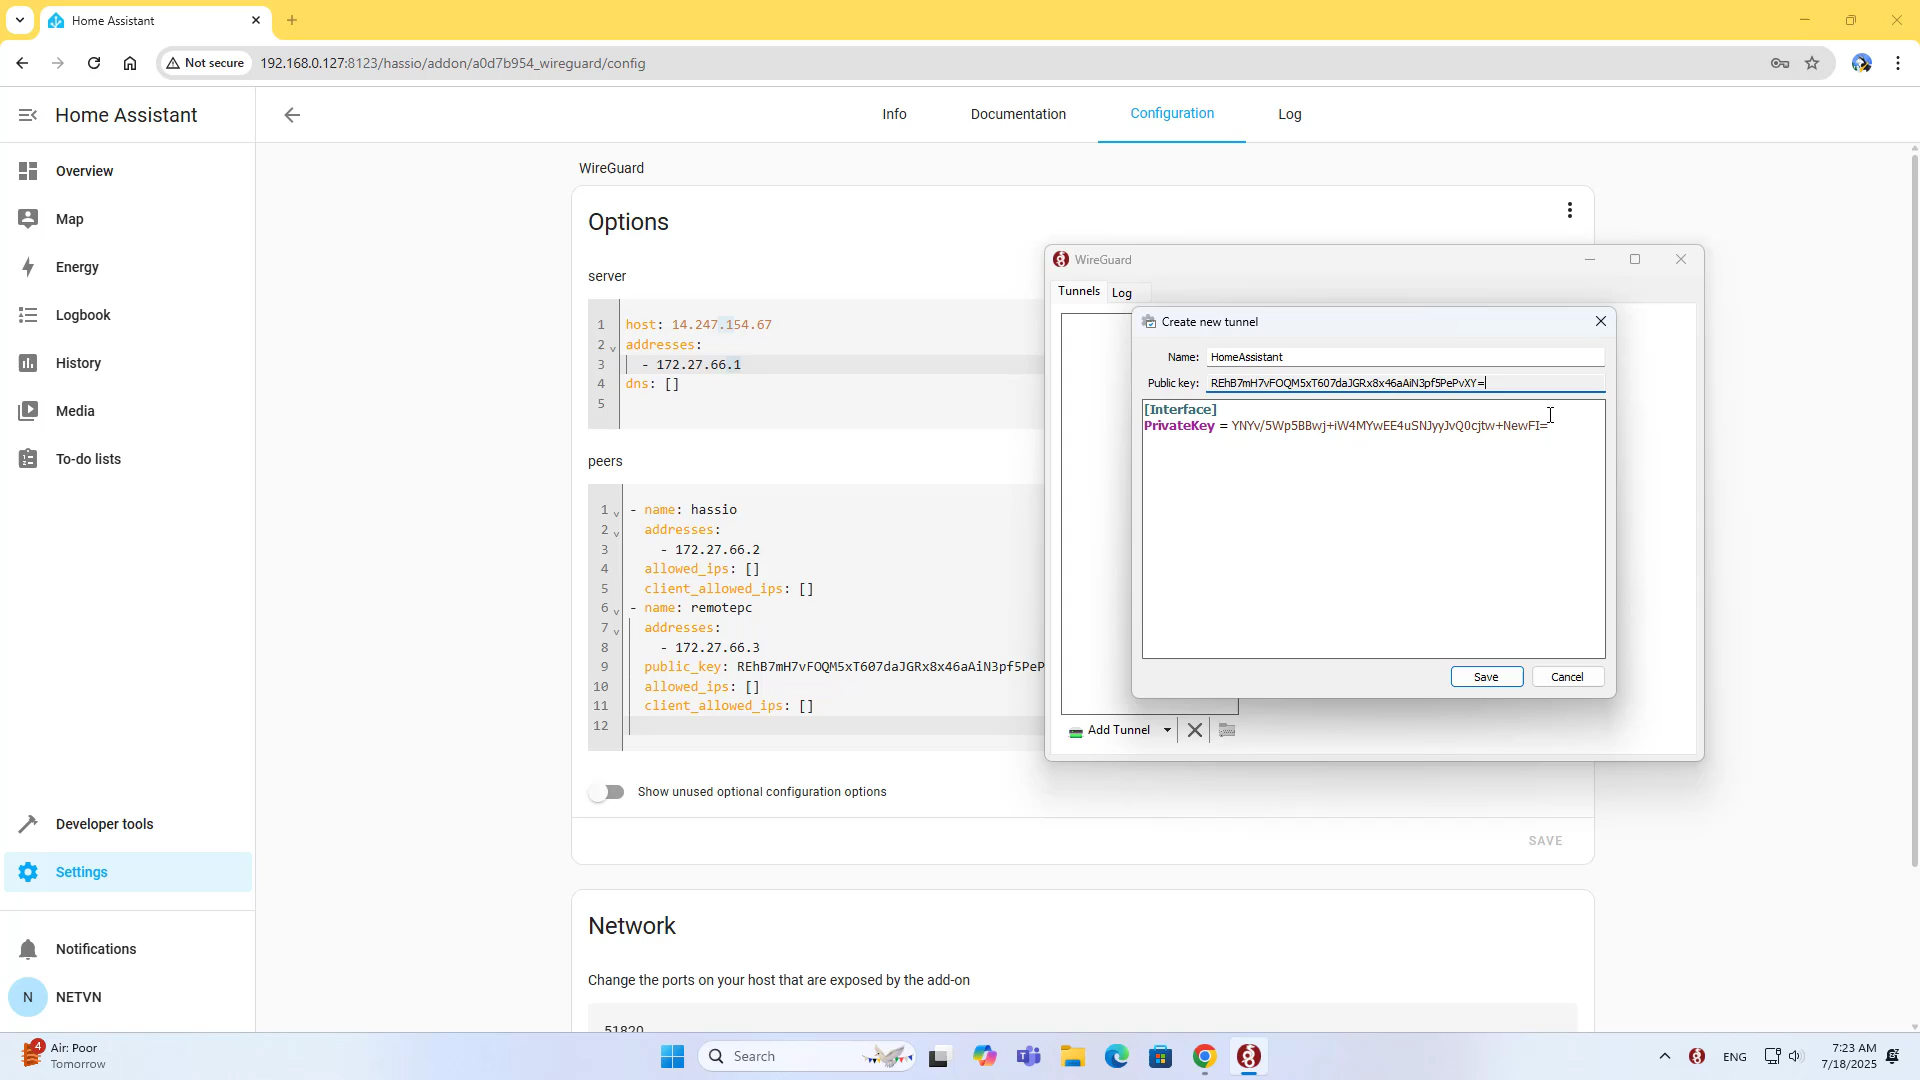 Home Assistant
Not secure
192.168.0.127:8123/hassio/addon/a0d7b954_wireguard/config
Home Assistant
Info
Documentation
Configuration
Log
Overview
Map
Energy
Logbook
History
Media
To-do lists
Developer tools
Settings
Notifications
N
NETVN
WireGuard
Options
server
1 host: 14.247.154.67
2 addresses:
3 - 172.27.66.1
4 dns: []
5
peers
1 - name: hassio
2 addresses:
3 - 172.27.66.2
4 allowed_ips: []
5 client_allowed_ips: []
6 - name: remotepc
7 addresses:
8 - 172.27.66.3
9 public_key: REhB7mH7vFOQM5xT607daJGRx8x46aAiN3pf5PeP
10 allowed_ips: []
11 client_allowed_ips: []
12
Show unused optional configuration options
SAVE
Network
Change the ports on your host that are exposed by the add-on
51820
WireGuard
Tunnels
Log
Create new tunnel
Name: HomeAssistant
Public key: REhB7mH7vFOQM5xT607daJGRx8x46aAiN3pf5PePvXY=
[Interface]
PrivateKey = YNYv/5Wp5BBwj+iW4MYwEE4uSNJyyJvQ0cjtw+NewFI=
Save
Cancel
Add Tunnel
4
Air: Poor
Tomorrow
Search
ENG
7:23 AM
7/18/2025